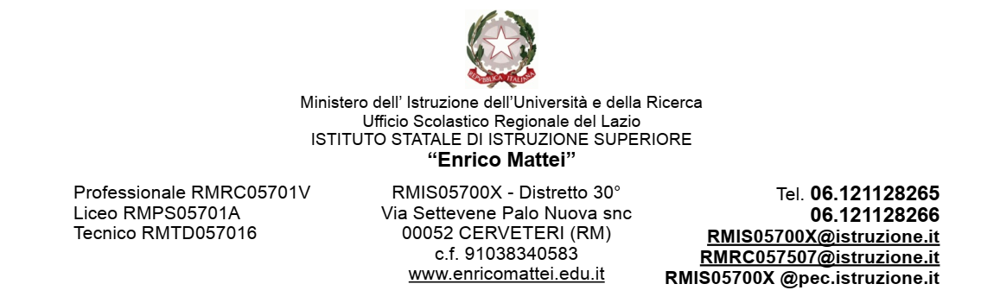 REPVBBLICA ITALIANA
Ministero dell’ Istruzione dell’Università e della Ricerca
Ufficio Scolastico Regionale del Lazio
ISTITUTO STATALE DI ISTRUZIONE SUPERIORE
“Enrico Mattei”
Professionale RMRC05701V
Liceo RMPS05701A
Tecnico RMTD057016
RMIS05700X - Distretto 30°
Via Settevene Palo Nuova snc
00052 CERVETERI (RM)
c.f. 91038340583
www.enricomattei.edu.it
Tel. 06.121128265
06.121128266
RMIS05700X@istruzione.it
RMRC057507@istruzione.it
RMIS05700X @pec.istruzione.it